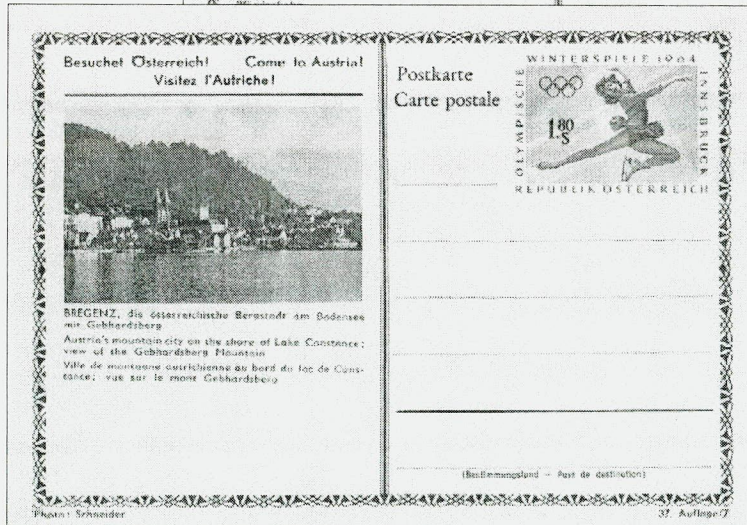 Besuchet Österreich! Come to Austria!
Visitez l'Autriche!
BREGENZ, die österreichische Bergstadt am Bodensee
mit Gebhardsberg
Austria's mountain city on the shore of Lake Constance;
view of the Gebhardsberg Mountain
Ville de montagne autrichienne au bord du lac de Cons-
tance; vue sur le mont Gebhardsberg
Photo: Schneider
Postkarte
Carte postale
WINTERSPIELE 1964
OLYMPISCHE
INNSBRUCK
1.80
S
REPUBLIK ÖSTERREICH
(Bestimmungsland – Pays de destination)
37. Auflage/7